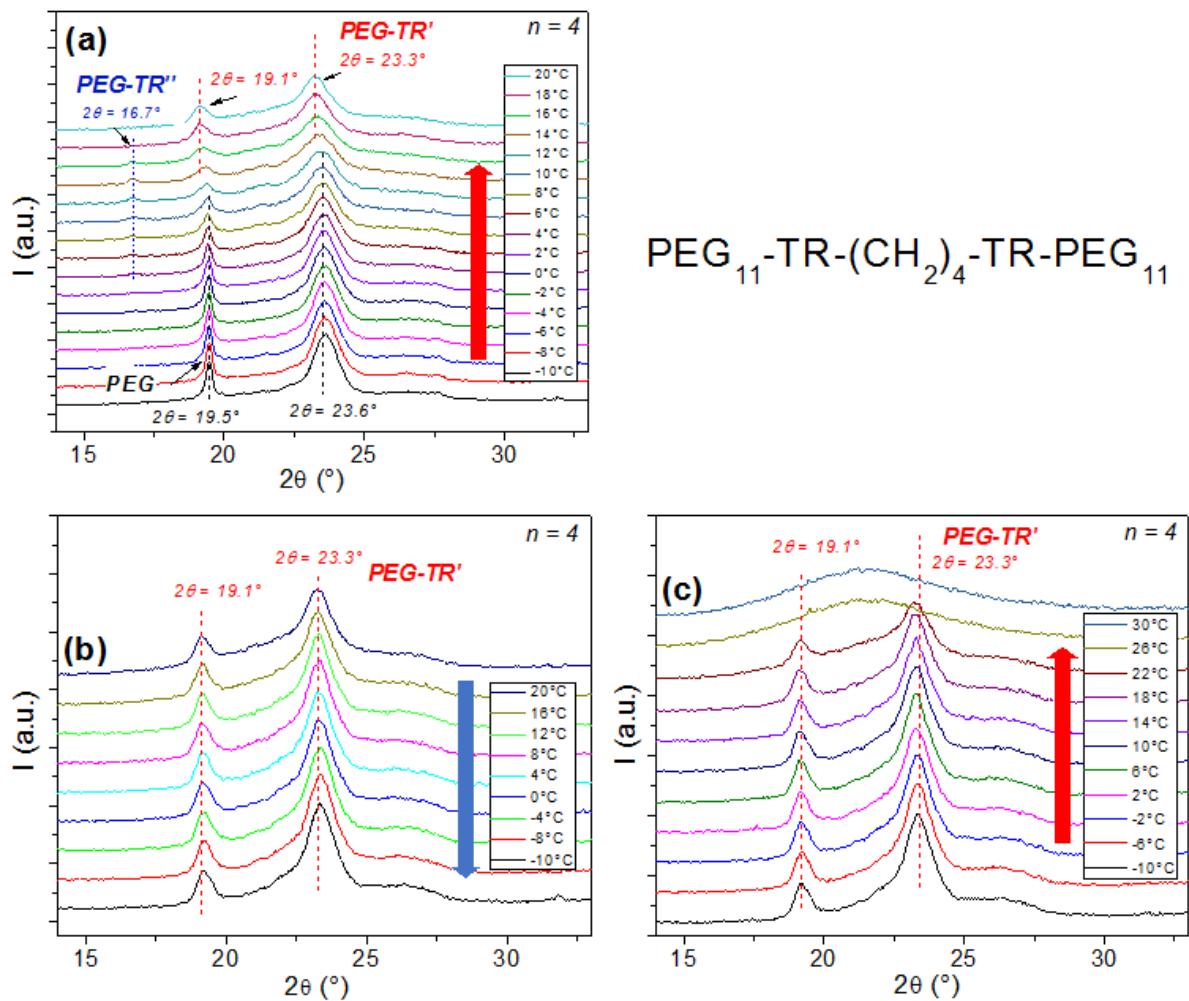 (a)
PEG-TR'
n = 4
2θ = 23.3°
PEG-TR''
2θ = 19.1°
2θ = 16.7°
20°C
18°C
16°C
14°C
12°C
10°C
8°C
6°C
4°C
2°C
0°C
-2°C
-4°C
-6°C
-8°C
-10°C
PEG
2θ = 19.5°
2θ = 23.6°
I (a.u.)
15 20 25 30
2θ (°)
PEG11-TR-(CH2)4-TR-PEG11
(b)
n = 4
2θ = 23.3°
PEG-TR'
2θ = 19.1°
20°C
16°C
12°C
8°C
4°C
0°C
-4°C
-8°C
-10°C
I (a.u.)
15 20 25 30
2θ (°)
(c)
n = 4
PEG-TR'
2θ = 19.1°
2θ = 23.3°
30°C
26°C
22°C
18°C
14°C
10°C
6°C
2°C
-2°C
-6°C
-10°C
I (a.u.)
15 20 25 30
2θ (°)